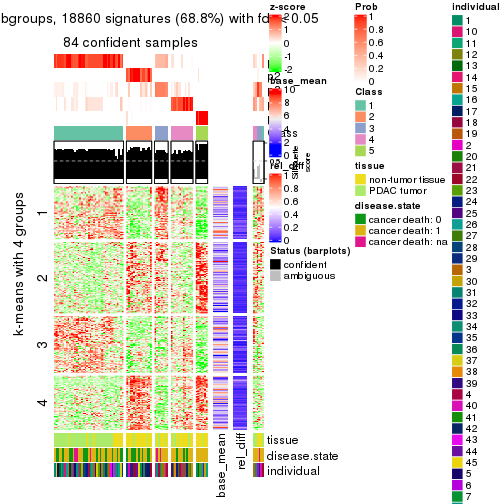 bgroups, 18860 signatures (68.8%) with fdr < 0.05
84 confident samples
1
2
3
4
k-means with 4 groups
base_mean
rel_diff
tissue
disease.state
individual
z-score
2
1
0
-1
-2
base_mean
10
8
6
4
2
0
rel_diff
1
0.8
0.6
0.4
0.2
0
Silhouette
score
Status (barplots)
confident
ambiguous
Prob
1
0.8
0.6
0.4
0.2
0
Class
1
2
3
4
5
tissue
non-tumor tissue
PDAC tumor
disease.state
cancer death: 0
cancer death: 1
cancer death: na
individual
1
10
11
12
13
14
15
16
17
18
19
2
20
21
22
23
24
25
26
27
28
29
3
30
31
32
33
34
35
36
37
38
39
4
40
41
42
43
44
45
5
6
7